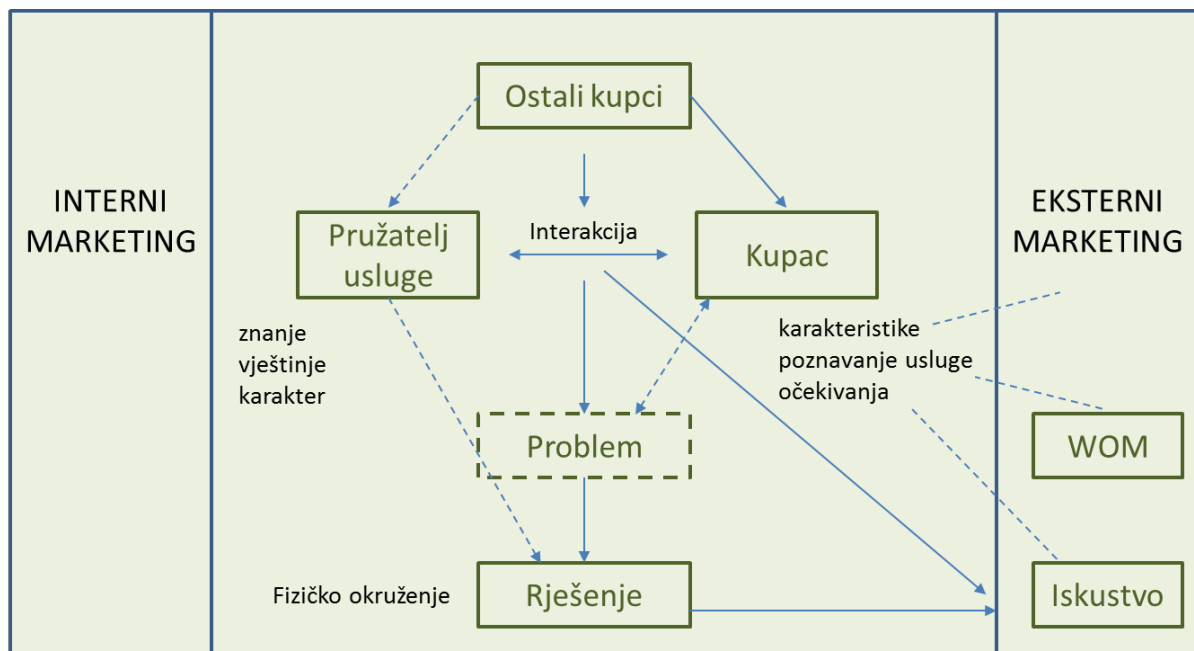 Ostali kupci
INTERNI
MARKETING
Pružatelj
usluge
Interakcija
Kupac
EKSTERNI
MARKETING
znanje
vještinje
karakter
karakteristike
poznavanje usluge
očekivanja
Problem
WOM
Fizičko okruženje
Rješenje
Iskustvo